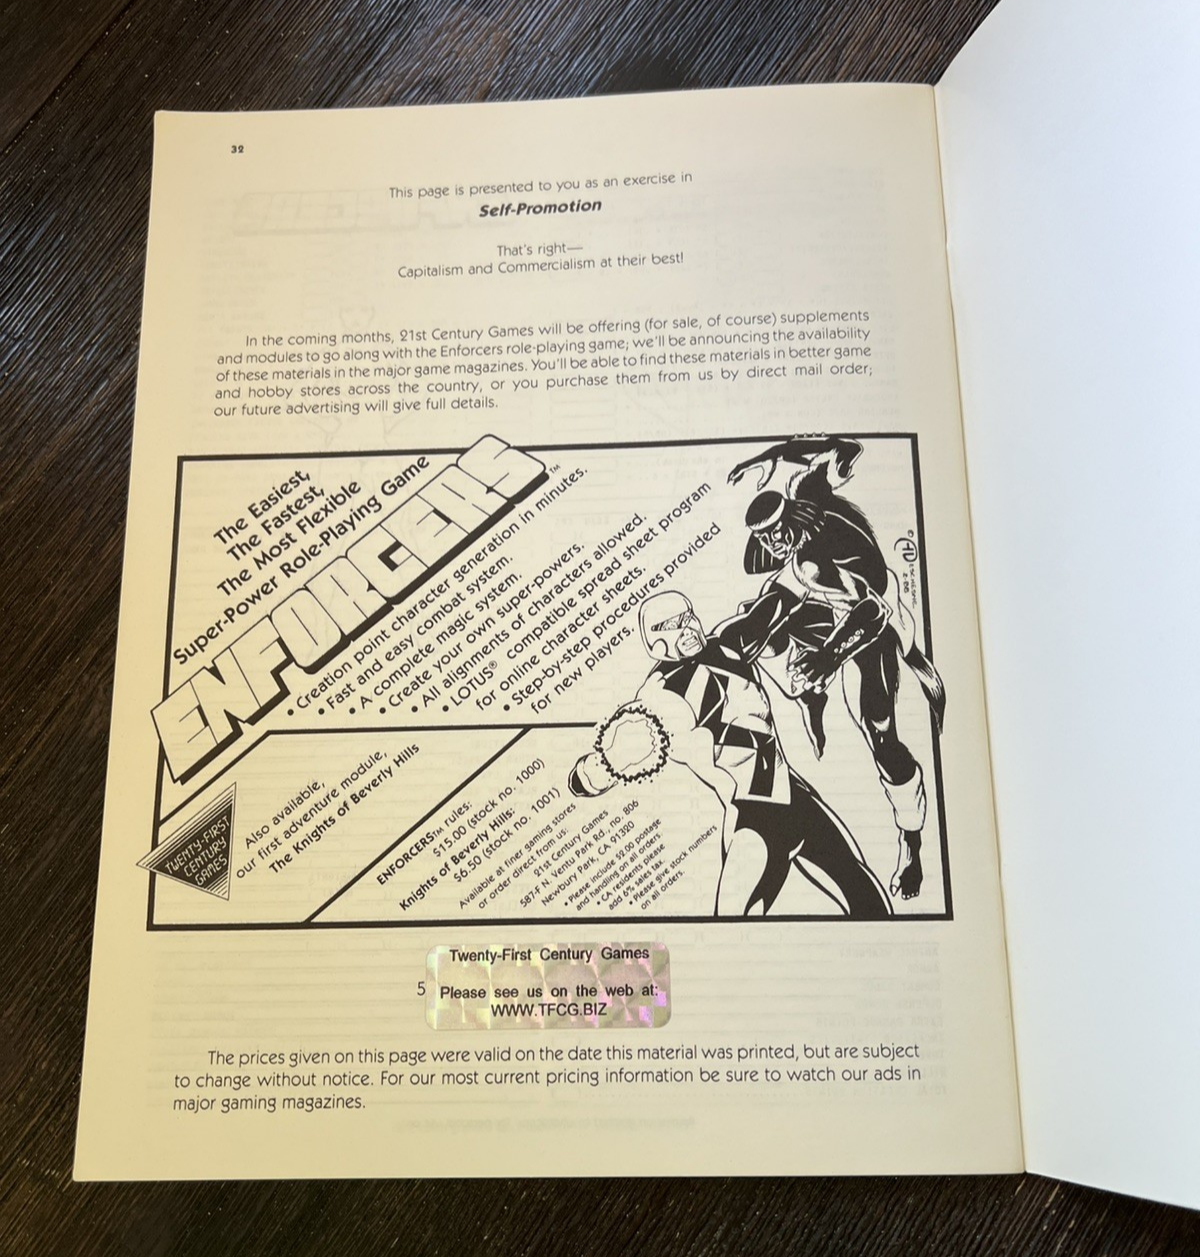 32
This page is presented to you as an exercise in
Self-Promotion
That's right—
Capitalism and Commercialism at their best!
In the coming months, 21st Century Games will be offering (for sale, of course) supplements
and modules to go along with the Enforcers role-playing game; we'll be announcing the availability
of these materials in the major game magazines. You'll be able to find these materials in better game
and hobby stores across the country, or you purchase them from us by direct mail order;
our future advertising will give full details.
The Easiest,
The Fastest,
The Most Flexible
Super-Power Role-Playing Game
ENFORCERS™
• Creation point character generation in minutes.
• Fast and easy combat system.
• A complete magic system.
• Create your own super-powers.
• All alignments of characters allowed.
• LOTUS® compatible spread sheet program
for online character sheets.
• Step-by-step procedures provided
for new players.
TWENTY-FIRST
CENTURY
GAMES
Also available,
our first adventure module,
The Knights of Beverly Hills
ENFORCERS™ rules:
$15.00 (stock no. 1000)
Knights of Beverly Hills:
$6.50 (stock no. 1001)
Available at finer gaming stores
or order direct from us:
21st Century Games
587-F N. Ventu Park Rd., no. 806
Newbury Park, CA. 91320
• Please include $2.00 postage
and handling on all orders.
• CA residents please
add 6% sales tax.
• Please give stock numbers
on all orders.
Twenty-First Century Games
5 Please see us on the web at:
WWW.TFCG.BIZ
The prices given on this page were valid on the date this material was printed, but are subject
to change without notice. For our most current pricing information be sure to watch our ads in
major gaming magazines.